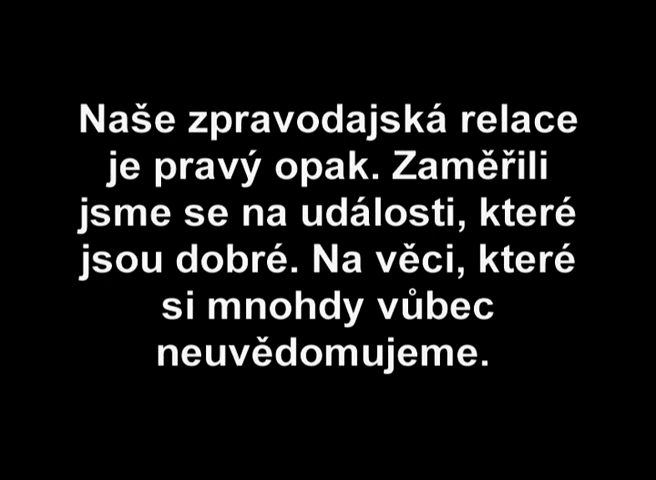 Naše zpravodajská relace
je pravý opak. Zaměřili
jsme se na události, které
jsou dobré. Na věci, které
si mnohdy vůbec
neuvědomujeme.